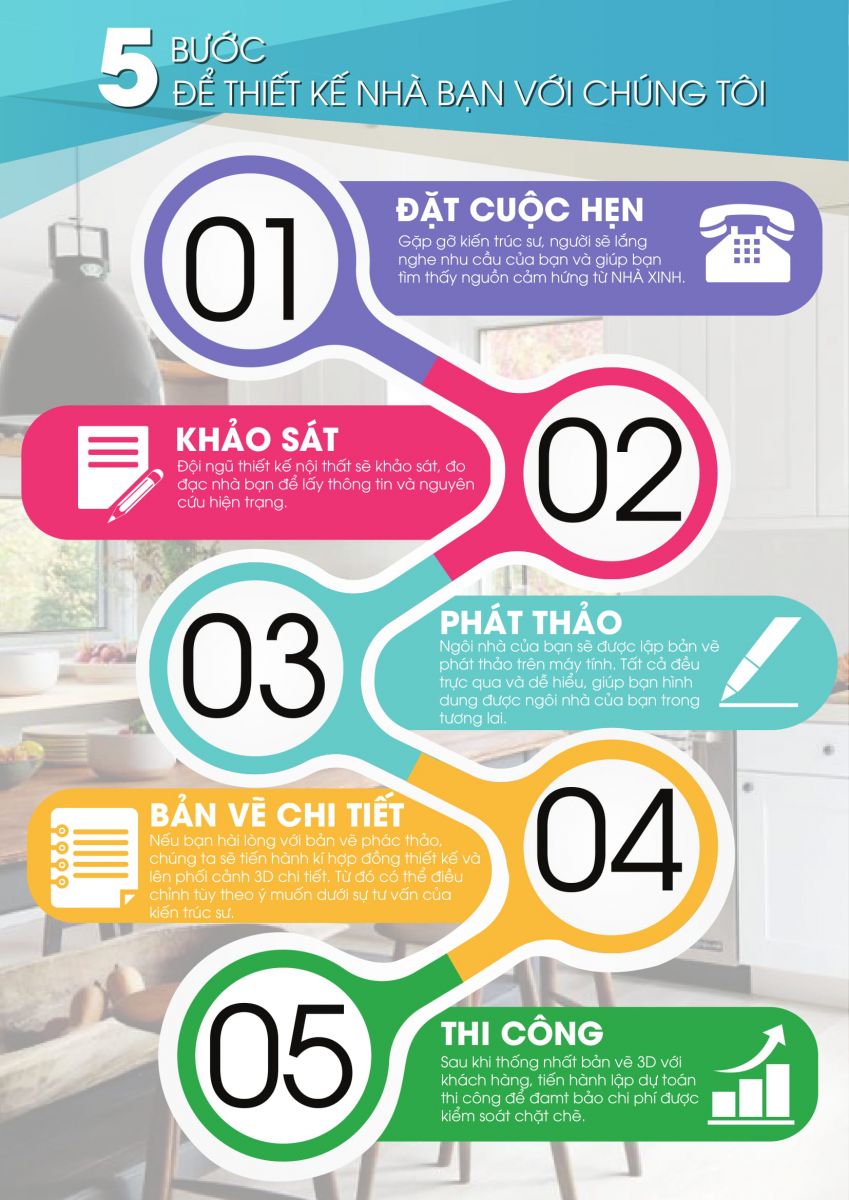 5 BƯỚC
ĐỂ THIẾT KẾ NHÀ BẠN VỚI CHÚNG TÔI
01
ĐẶT CUỘC HẸN
Gặp gỡ kiến trúc sư, người sẽ lắng
nghe nhu cầu của bạn và giúp bạn
tìm thấy nguồn cảm hứng từ NHÀ XINH.
02
KHẢO SÁT
Đội ngũ thiết kế nội thất sẽ khảo sát, đo
đạc nhà bạn để lấy thông tin và nguyên
cứu hiện trạng.
03
PHÁT THẢO
Ngôi nhà của bạn sẽ được lập bản vẽ
phát thảo trên máy tính. Tất cả đều
trực qua và dễ hiểu, giúp bạn hình
dung được ngôi nhà của bạn trong
tương lai.
04
BẢN VẼ CHI TIẾT
Nếu bạn hài lòng với bản vẽ phác thảo,
chúng ta sẽ tiến hành kí hợp đồng thiết kế và
lên phối cảnh 3D chi tiết. Từ đó có thể điều
chỉnh tùy theo ý muốn dưới sự tư vấn của
kiến trúc sư.
05
THI CÔNG
Sau khi thống nhất bản vẽ 3D với
khách hàng, tiến hành lập dự toán
thi công để đamt bảo chi phí được
kiểm soát chặt chẽ.